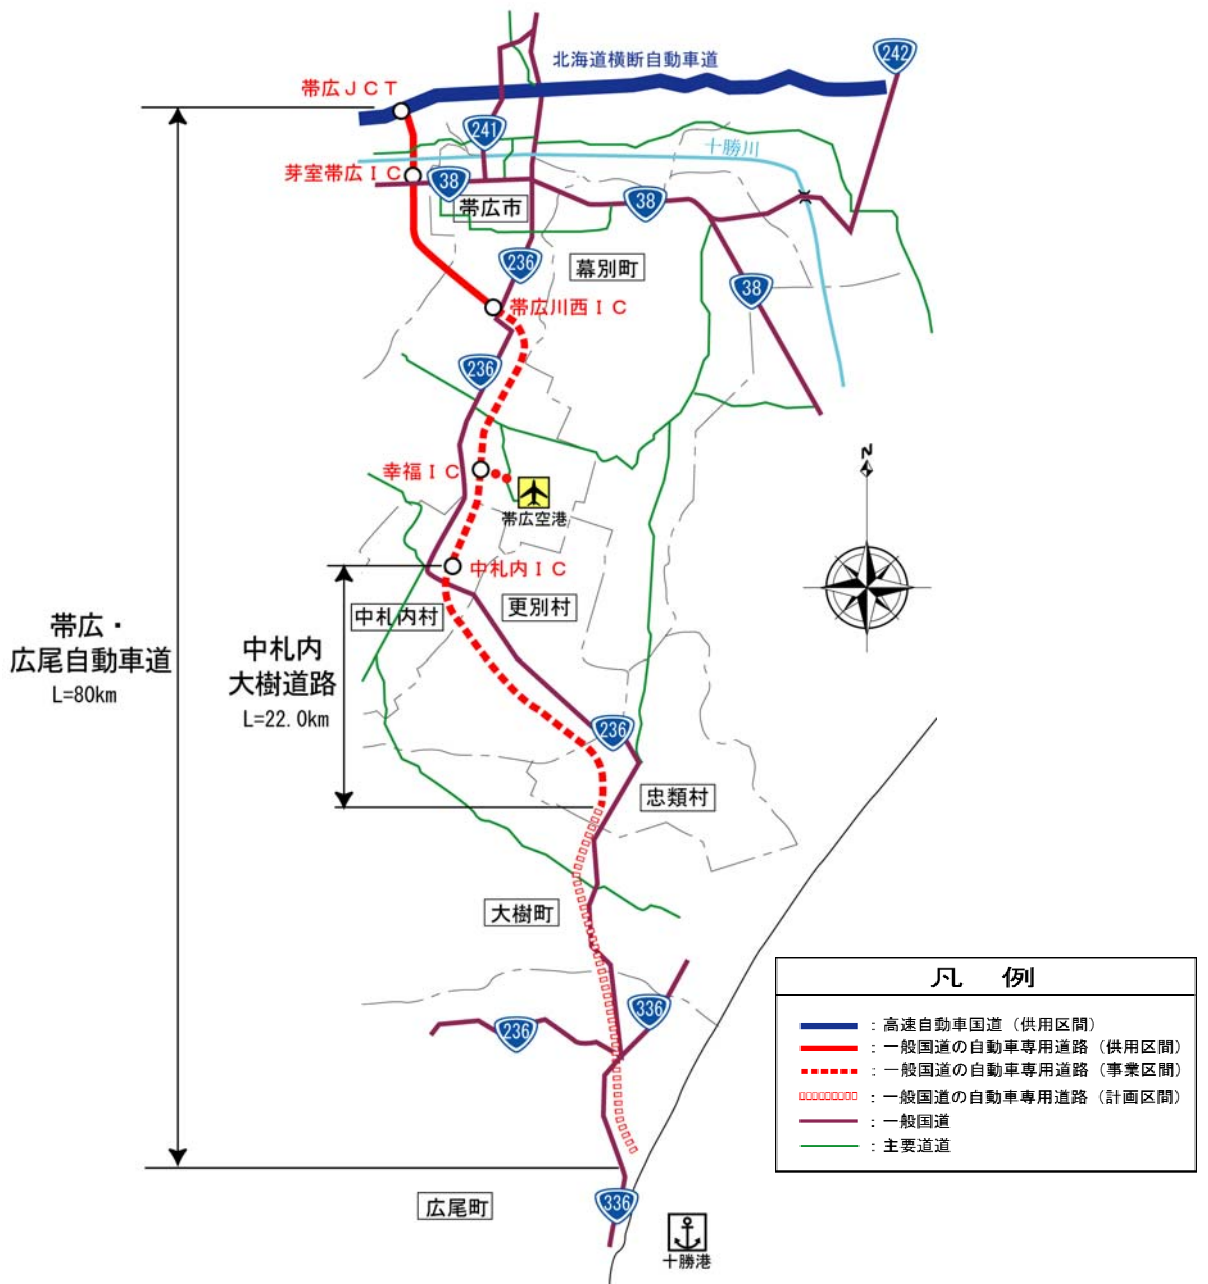 北海道横断自動車道
242
帯広ＪＣＴ
241
十勝川
芽室帯広ＩＣ
38
帯広市
38
236
幕別町
38
帯広川西ＩＣ
236
N
幸福ＩＣ
帯広空港
中札内ＩＣ
更別村
中札内村
帯広・
広尾自動車道
L=80km
中札内
大樹道路
L=22.0km
236
忠類村
大樹町
336
236
凡　例
：高速自動車国道（供用区間）
：一般国道の自動車専用道路（供用区間）
：一般国道の自動車専用道路（事業区間）
：一般国道の自動車専用道路（計画区間）
：一般国道
：主要道道
広尾町
336
十勝港